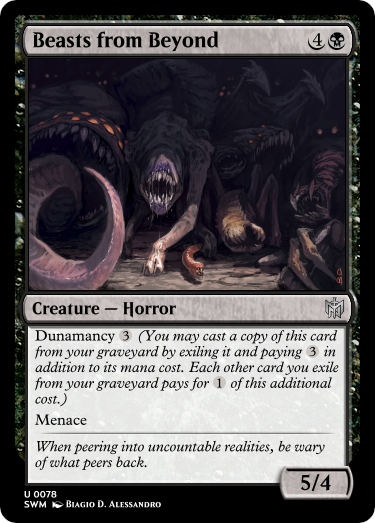 Beasts from Beyond 4
Creature — Horror
Dunamancy 3 (You may cast a copy of this card
from your graveyard by exiling it and paying 3 in
addition to its mana cost. Each other card you exile
from your graveyard pays for 1 of this additional
cost.)
Menace
When peering into uncountable realities, be wary
of what peers back.
5/4
U 0078
SWM BIAGIO D. ALESSANDRO